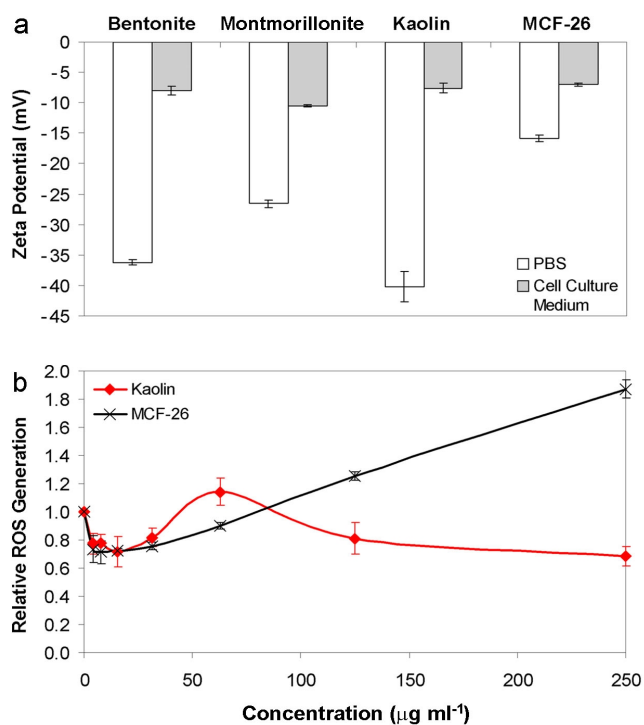 a
Bentonite Montmorillonite Kaolin MCF-26
Zeta Potential (mV)
0
-5
-10
-15
-20
-25
-30
-35
-40
-45
PBS
Cell Culture
Medium
b
Relative ROS Generation
2.0
1.8
1.6
1.4
1.2
1.0
0.8
0.6
0.4
0.2
0.0
Kaolin
MCF-26
0 50 100 150 200 250
Concentration (μg ml⁻¹)